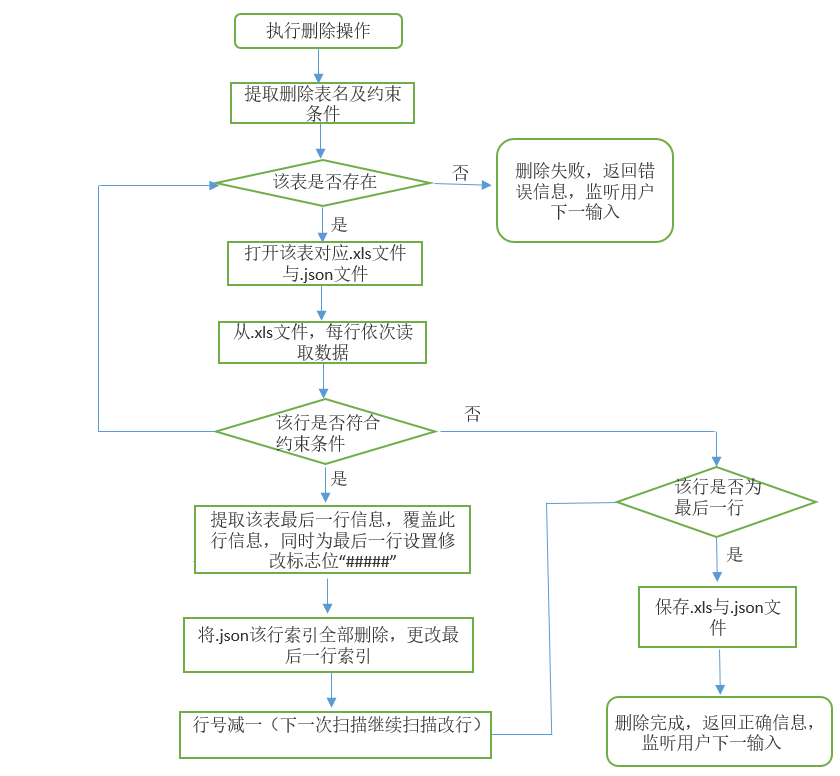 执行删除操作
提取删除表名及约束
条件
该表是否存在
否
删除失败，返回错
误信息，监听用户
下一输入
是
打开该表对应.xls文件
与.json文件
从.xls文件，每行依次读
取数据
该行是否符合
约束条件
否
是
该行是否为
最后一行
提取该表最后一行信息，覆盖此
行信息，同时为最后一行设置修
改标志位“#####”
是
保存.xls与.json文
件
将.json该行索引全部删除，更改最
后一行索引
行号减一（下一次扫描继续扫描改行）
删除完成，返回正确信息，
监听用户下一输入